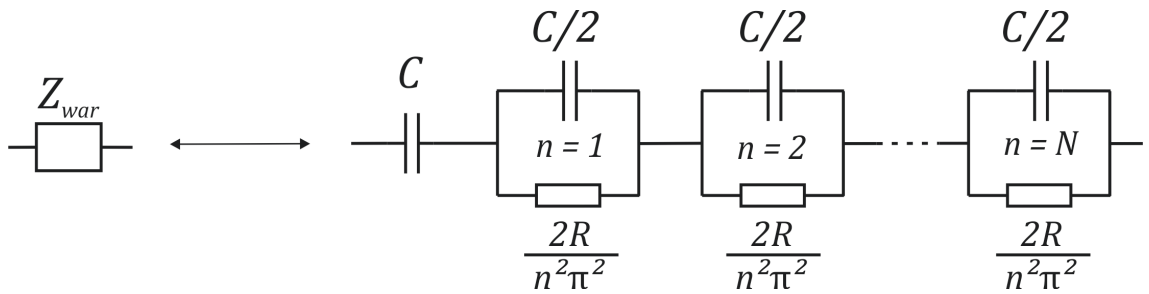 Z_war
C
C/2
n = 1
2R
n²π²
C/2
n = 2
2R
n²π²
C/2
n = N
2R
n²π²